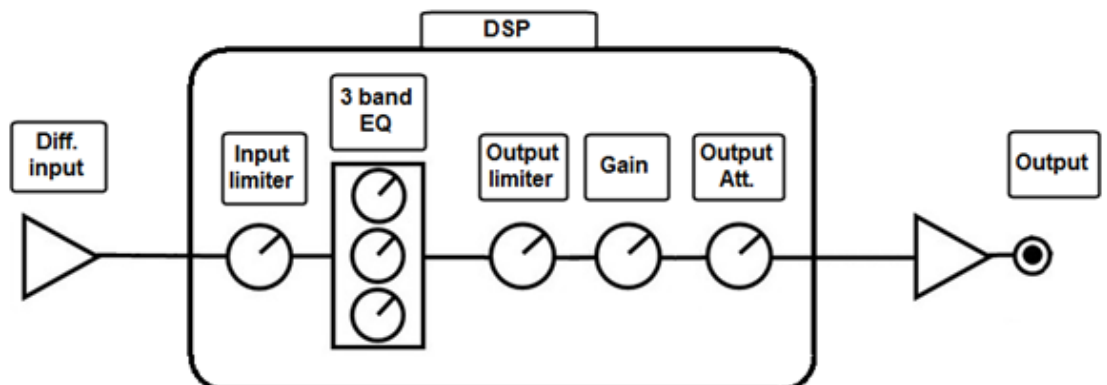 DSP
3 band
EQ
Diff.
input
Input
limiter
Output
limiter
Gain
Output
Att.
Output